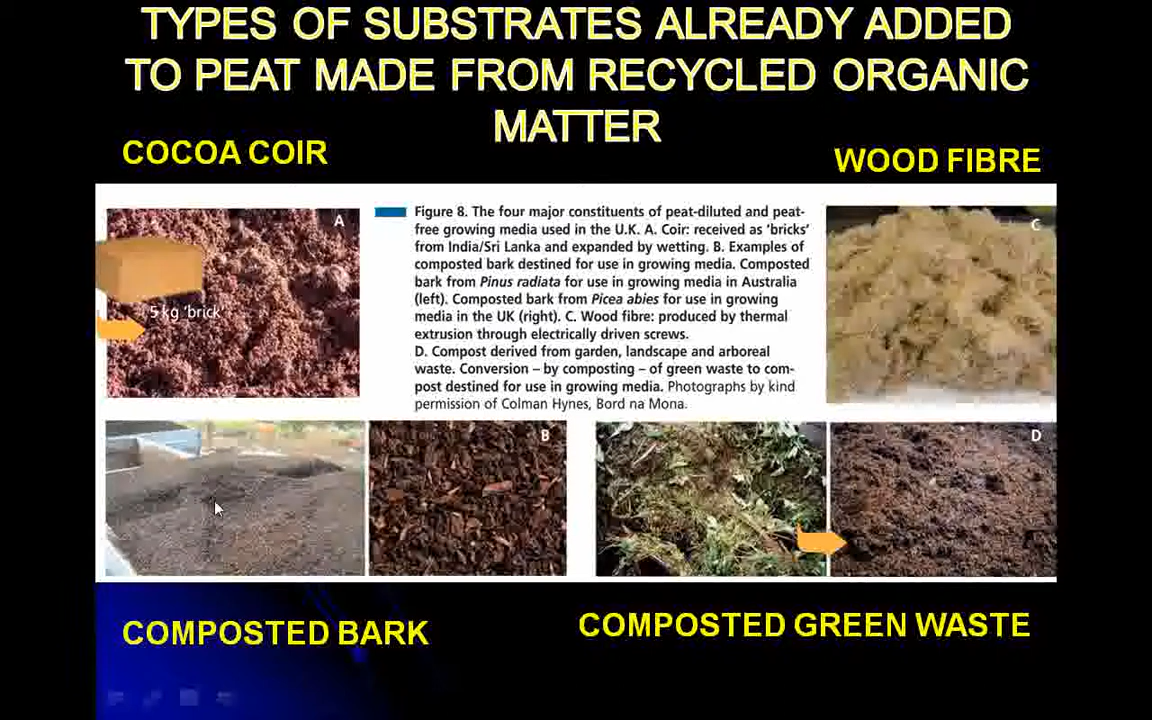 TYPES OF SUBSTRATES ALREADY ADDED
TO PEAT MADE FROM RECYCLED ORGANIC
MATTER
COCOA COIR
WOOD FIBRE
A
5 kg 'brick'
Figure 8. The four major constituents of peat-diluted and peat-
free growing media used in the U.K. A. Coir: received as 'bricks'
from India/Sri Lanka and expanded by wetting. B. Examples of
composted bark destined for use in growing media. Composted
bark from Pinus radiata for use in growing media in Australia
(left). Composted bark from Picea abies for use in growing
media in the UK (right). C. Wood fibre: produced by thermal
extrusion through electrically driven screws.
D. Compost derived from garden, landscape and arboreal
waste. Conversion – by composting – of green waste to com-
post destined for use in growing media. Photographs by kind
permission of Colman Hynes, Bord na Mona.
C
B
D
COMPOSTED BARK
COMPOSTED GREEN WASTE